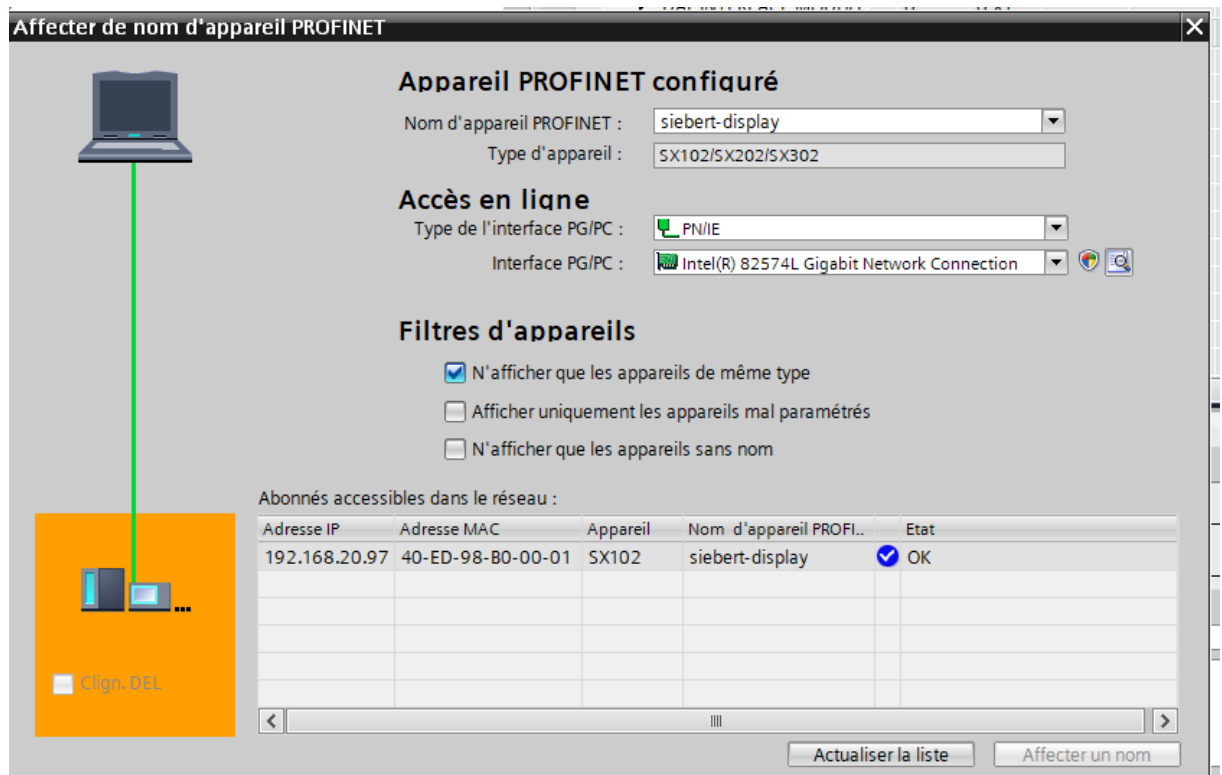 Affecter de nom d'appareil PROFINET
Appareil PROFINET configuré
Nom d'appareil PROFINET : siebert-display
Type d'appareil : SX102/SX202/SX302
Accès en ligne
Type de l'interface PG/PC : PN/IE
Interface PG/PC : Intel(R) 82574L Gigabit Network Connection
Filtres d'appareils
N'afficher que les appareils de même type
Afficher uniquement les appareils mal paramétrés
N'afficher que les appareils sans nom
Abonnés accessibles dans le réseau :
Adresse IP Adresse MAC Appareil Nom d'appareil PROFI.. Etat
192.168.20.97 40-ED-98-B0-00-01 SX102 siebert-display OK
Clign. DEL
Actualiser la liste Affecter un nom